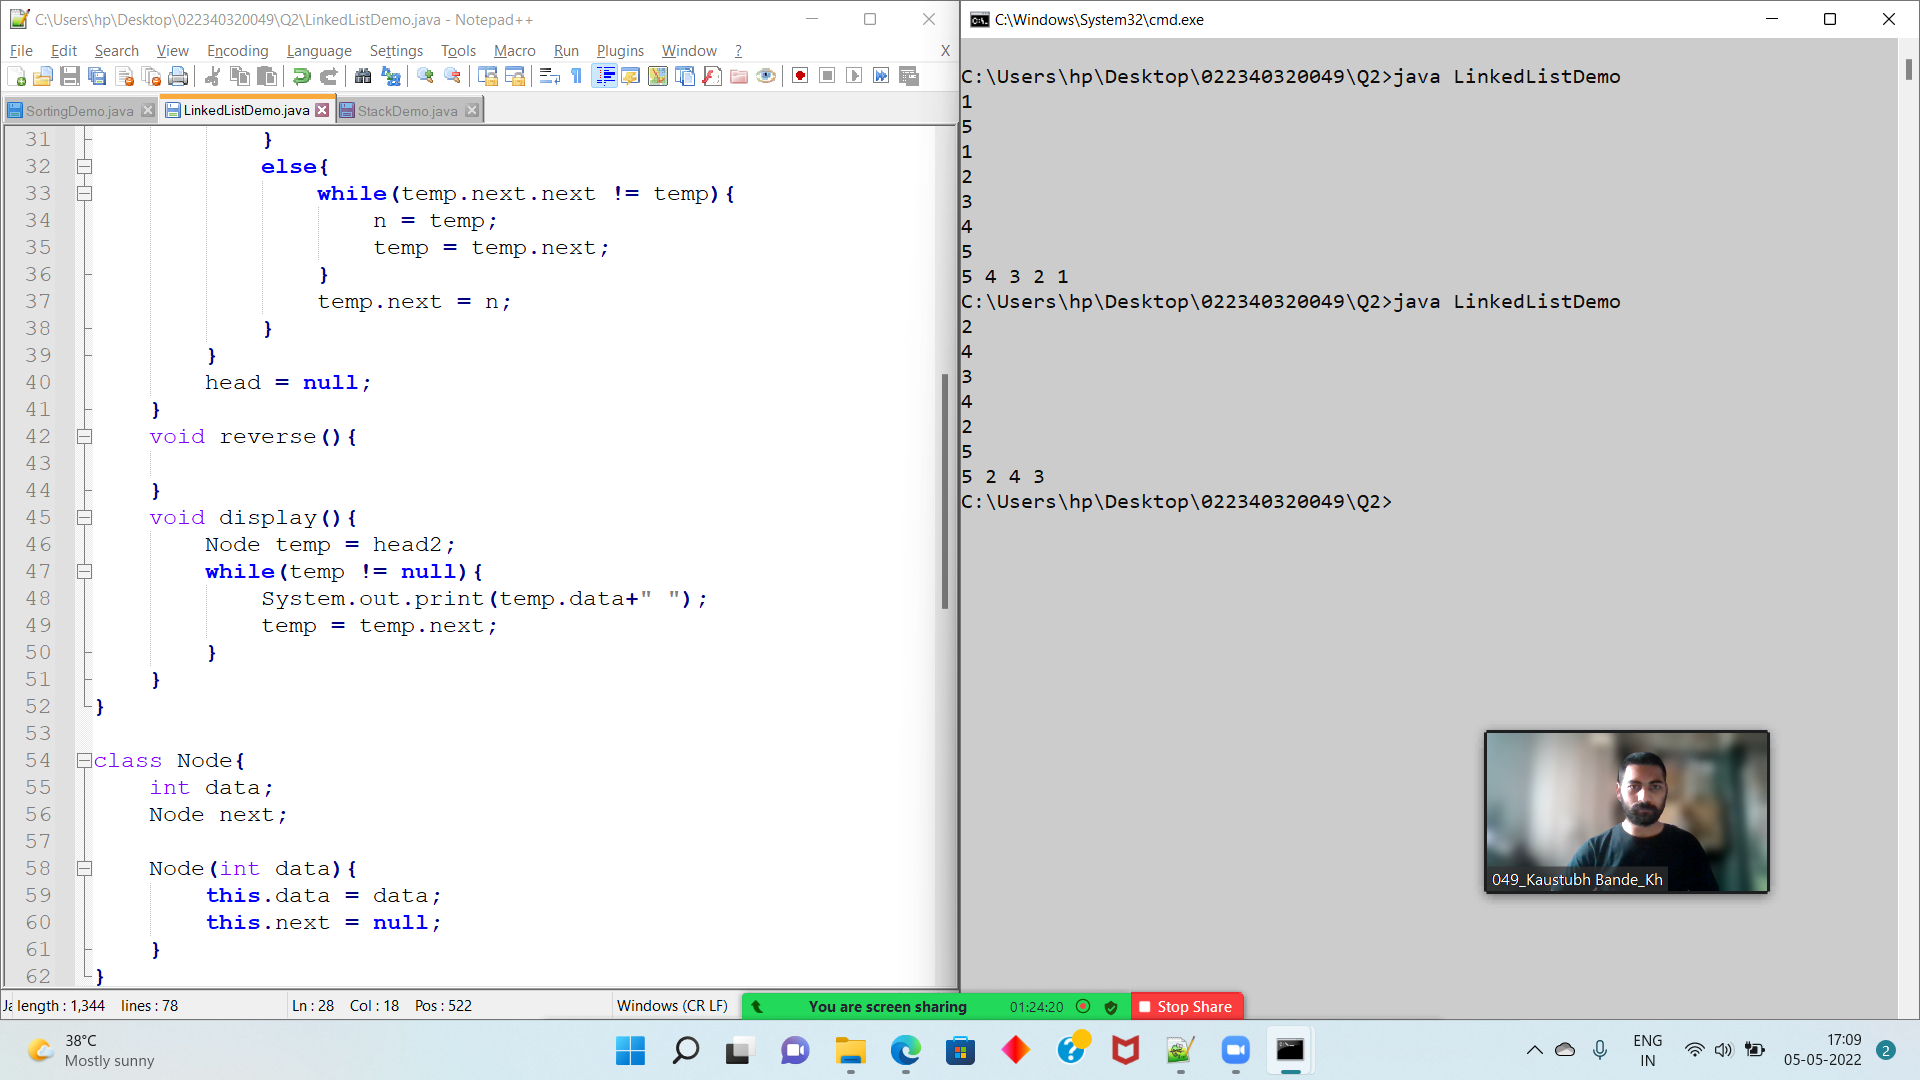 C:\Users\hp\Desktop\022340320049\Q2\LinkedListDemo.java - Notepad++
File Edit Search View Encoding Language Settings Tools Macro Run Plugins Window ? X
SortingDemo.java LinkedListDemo.java StackDemo.java
31 }
32 else{
33 while(temp.next.next != temp){
34 n = temp;
35 temp = temp.next;
36 }
37 temp.next = n;
38 }
39 }
40 head = null;
41 }
42 void reverse(){
43
44 }
45 void display(){
46 Node temp = head2;
47 while(temp != null){
48 System.out.print(temp.data+" ");
49 temp = temp.next;
50 }
51 }
52 }
53
54 class Node{
55 int data;
56 Node next;
57
58 Node(int data){
59 this.data = data;
60 this.next = null;
61 }
62 }
Ja length : 1,344 lines : 78 Ln : 28 Col : 18 Pos : 522 Windows (CR LF)
C:\Windows\System32\cmd.exe
C:\Users\hp\Desktop\022340320049\Q2>java LinkedListDemo
1
5
1
2
3
4
5
5 4 3 2 1
C:\Users\hp\Desktop\022340320049\Q2>java LinkedListDemo
2
4
3
4
2
5
5 2 4 3
C:\Users\hp\Desktop\022340320049\Q2>
049_Kaustubh Bande_Kh
You are screen sharing 01:24:20 Stop Share
38°C
Mostly sunny
ENG
IN
17:09
05-05-2022
2